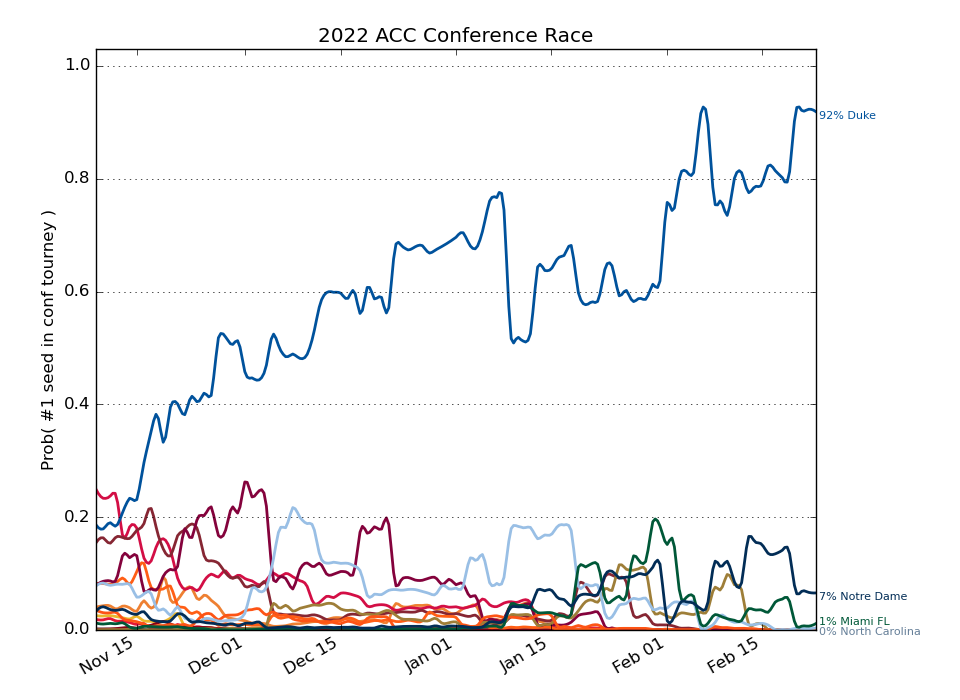 2022 ACC Conference Race
Prob( #1 seed in conf tourney )
1.0
0.8
0.6
0.4
0.2
0.0
92% Duke
7% Notre Dame
1% Miami FL
0% North Carolina
Nov 15
Dec 01
Dec 15
Jan 01
Jan 15
Feb 01
Feb 15